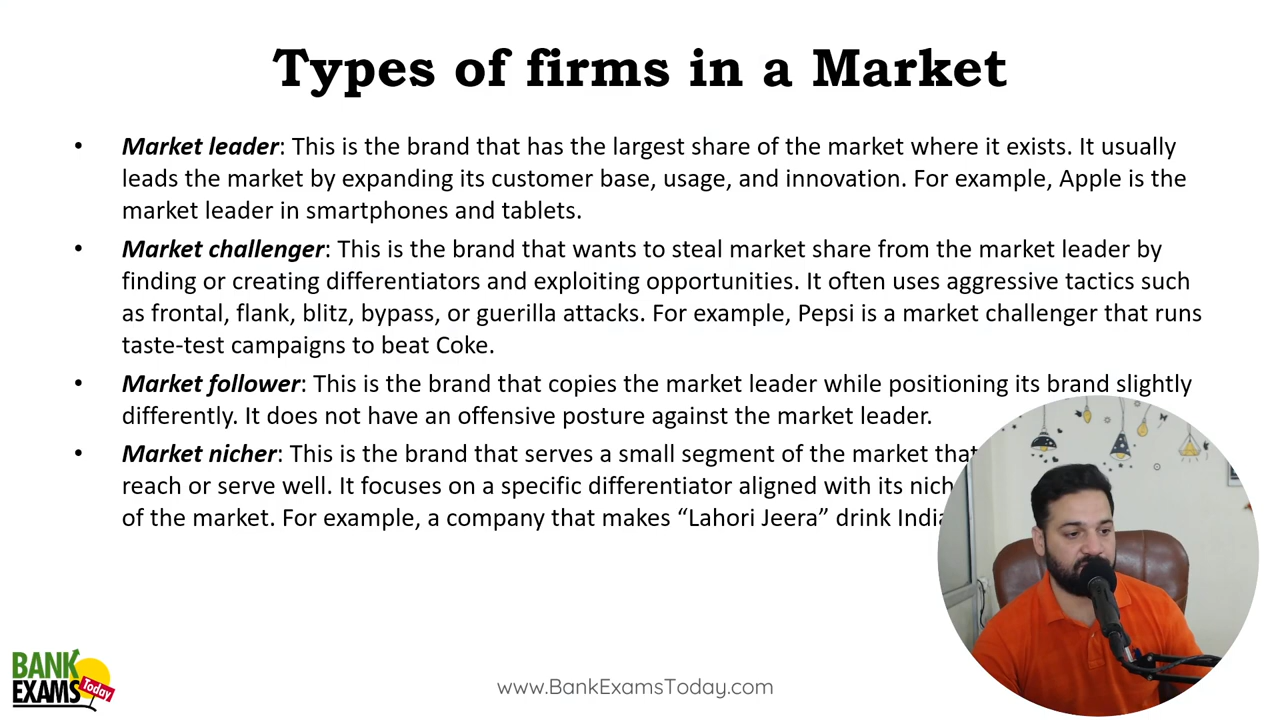 Types of firms in a Market
• Market leader: This is the brand that has the largest share of the market where it exists. It usually
leads the market by expanding its customer base, usage, and innovation. For example, Apple is the
market leader in smartphones and tablets.
• Market challenger: This is the brand that wants to steal market share from the market leader by
finding or creating differentiators and exploiting opportunities. It often uses aggressive tactics such
as frontal, flank, blitz, bypass, or guerilla attacks. For example, Pepsi is a market challenger that runs
taste-test campaigns to beat Coke.
• Market follower: This is the brand that copies the market leader while positioning its brand slightly
differently. It does not have an offensive posture against the market leader.
• Market nicher: This is the brand that serves a small segment of the market that
reach or serve well. It focuses on a specific differentiator aligned with its
of the market. For example, a company that makes “Lahori Jeera” drink
BANK
EXAMS
Today
www.BankExamsToday.com